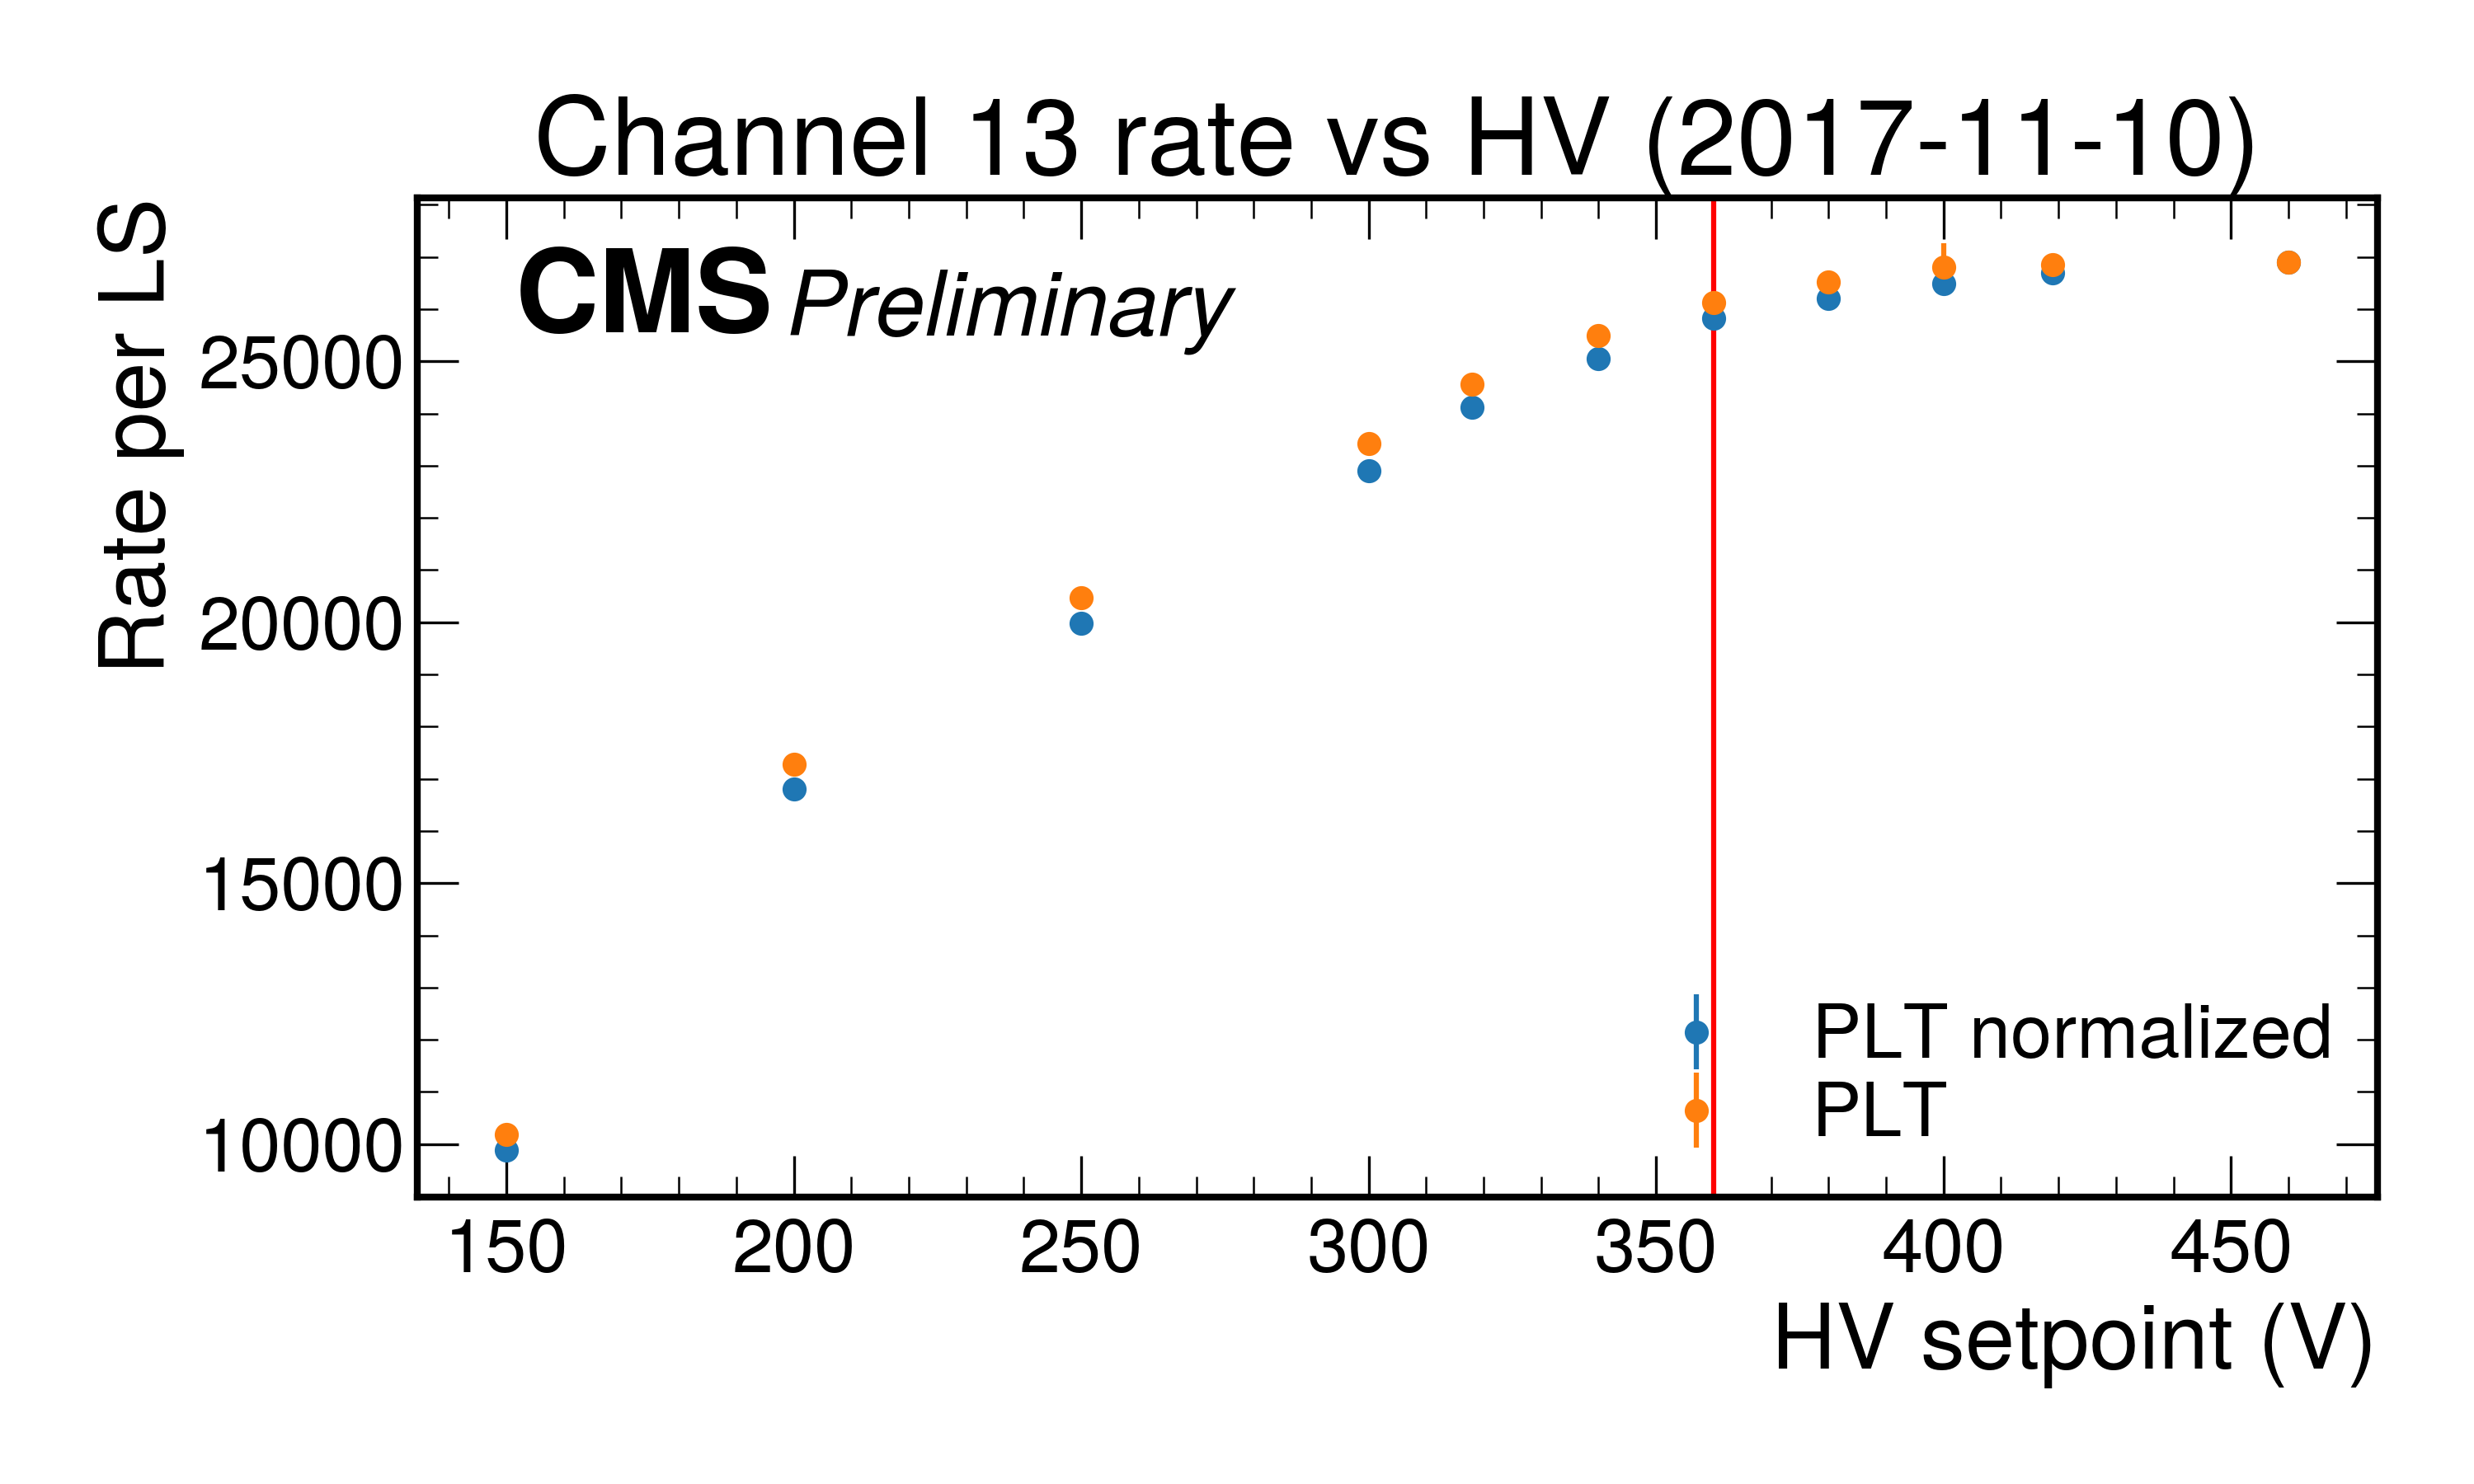 Channel 13 rate vs HV (2017-11-10)
CMS Preliminary
Rate per LS
25000
20000
15000
10000
PLT normalized
PLT
150 200 250 300 350 400 450
HV setpoint (V)